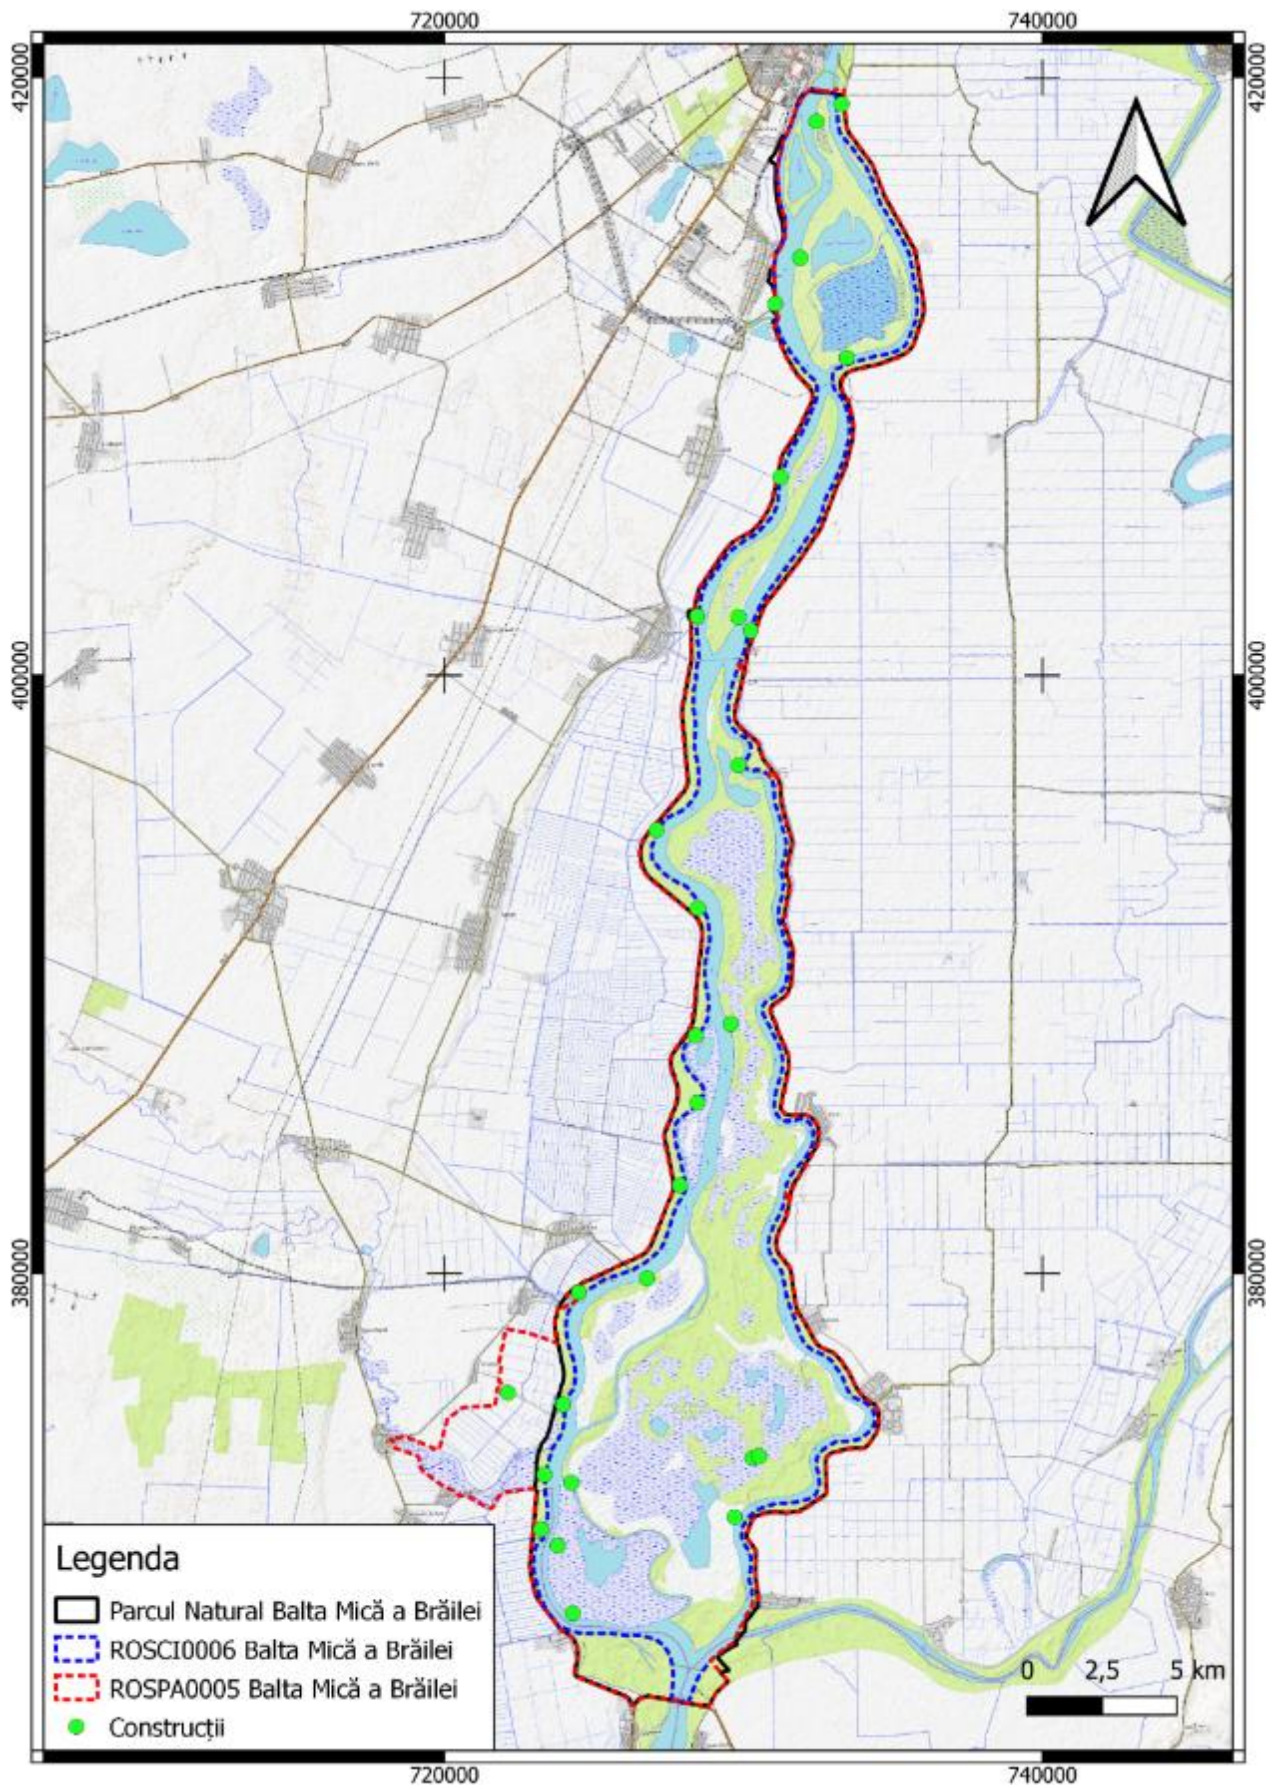 720000
740000
420000
420000
400000
400000
380000
380000
Legenda
Parcul Natural Balta Mică a Brăilei
ROSCI0006 Balta Mică a Brăilei
ROSPA0005 Balta Mică a Brăilei
Construcții
0 2,5 5 km
720000
740000